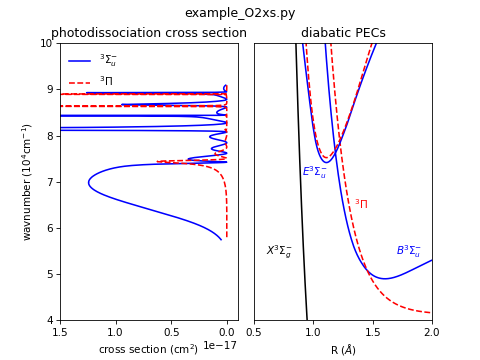 example_O2xs.py
photodissociation cross section
diabatic PECs
³Σᵤ⁻
³Π
10
9
8
7
6
5
4
wavnumber (10⁴cm⁻¹)
1.5
1.0
0.5
0.0
1e−17
cross section (cm²)
E³Σᵤ⁻
³Π
X³Σg⁻
B³Σᵤ⁻
0.5
1.0
1.5
2.0
R (Å)